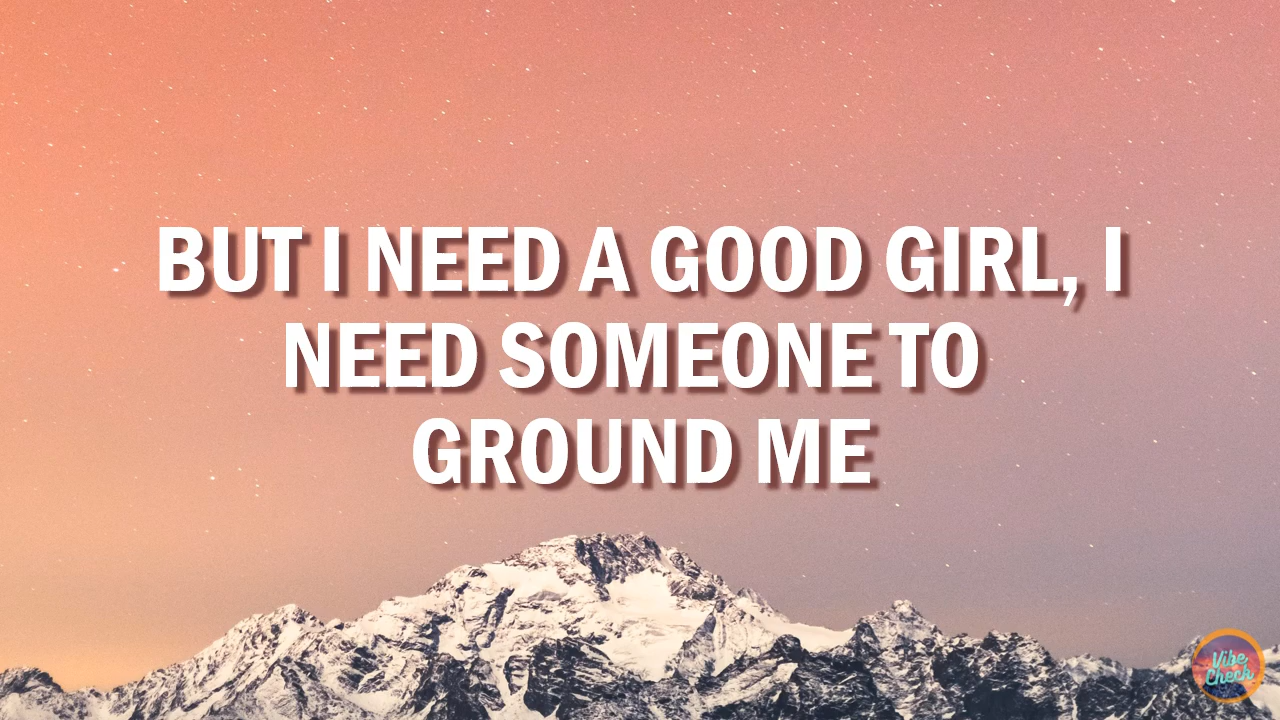 BUT I NEED A GOOD GIRL, I
NEED SOMEONE TO
GROUND ME
Vibe
Check